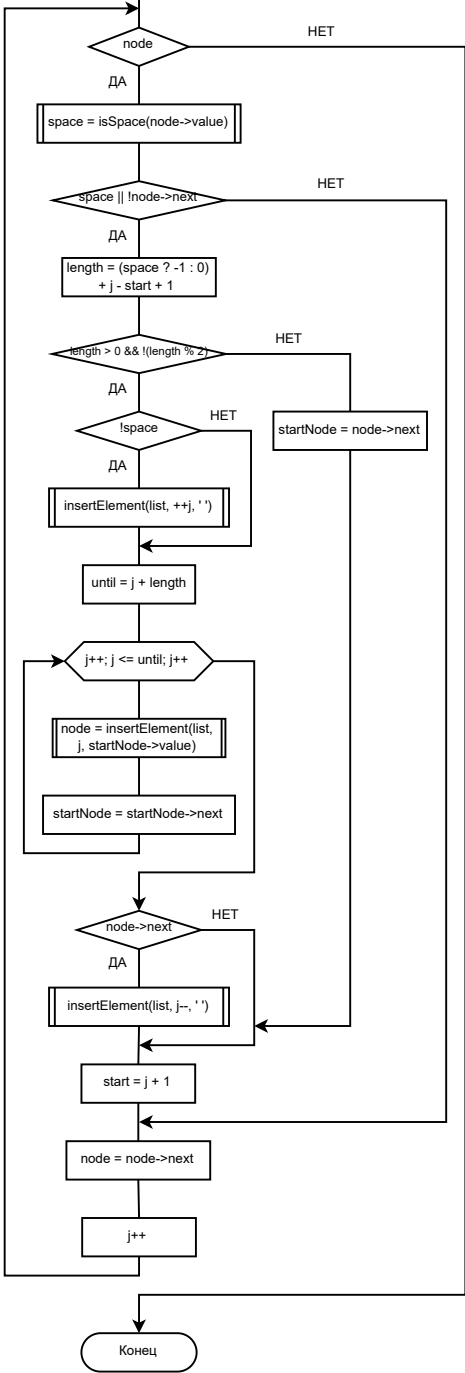 node
НЕТ
ДА
space = isSpace(node->value)
space || !node->next
НЕТ
ДА
length = (space ? -1 : 0)
+ j - start + 1
length > 0 && !(length % 2)
НЕТ
ДА
!space
НЕТ
startNode = node->next
ДА
insertElement(list, ++j, ' ')
until = j + length
j++; j <= until; j++
node = insertElement(list,
j, startNode->value)
startNode = startNode->next
node->next
НЕТ
ДА
insertElement(list, j--, ' ')
start = j + 1
node = node->next
j++
Конец